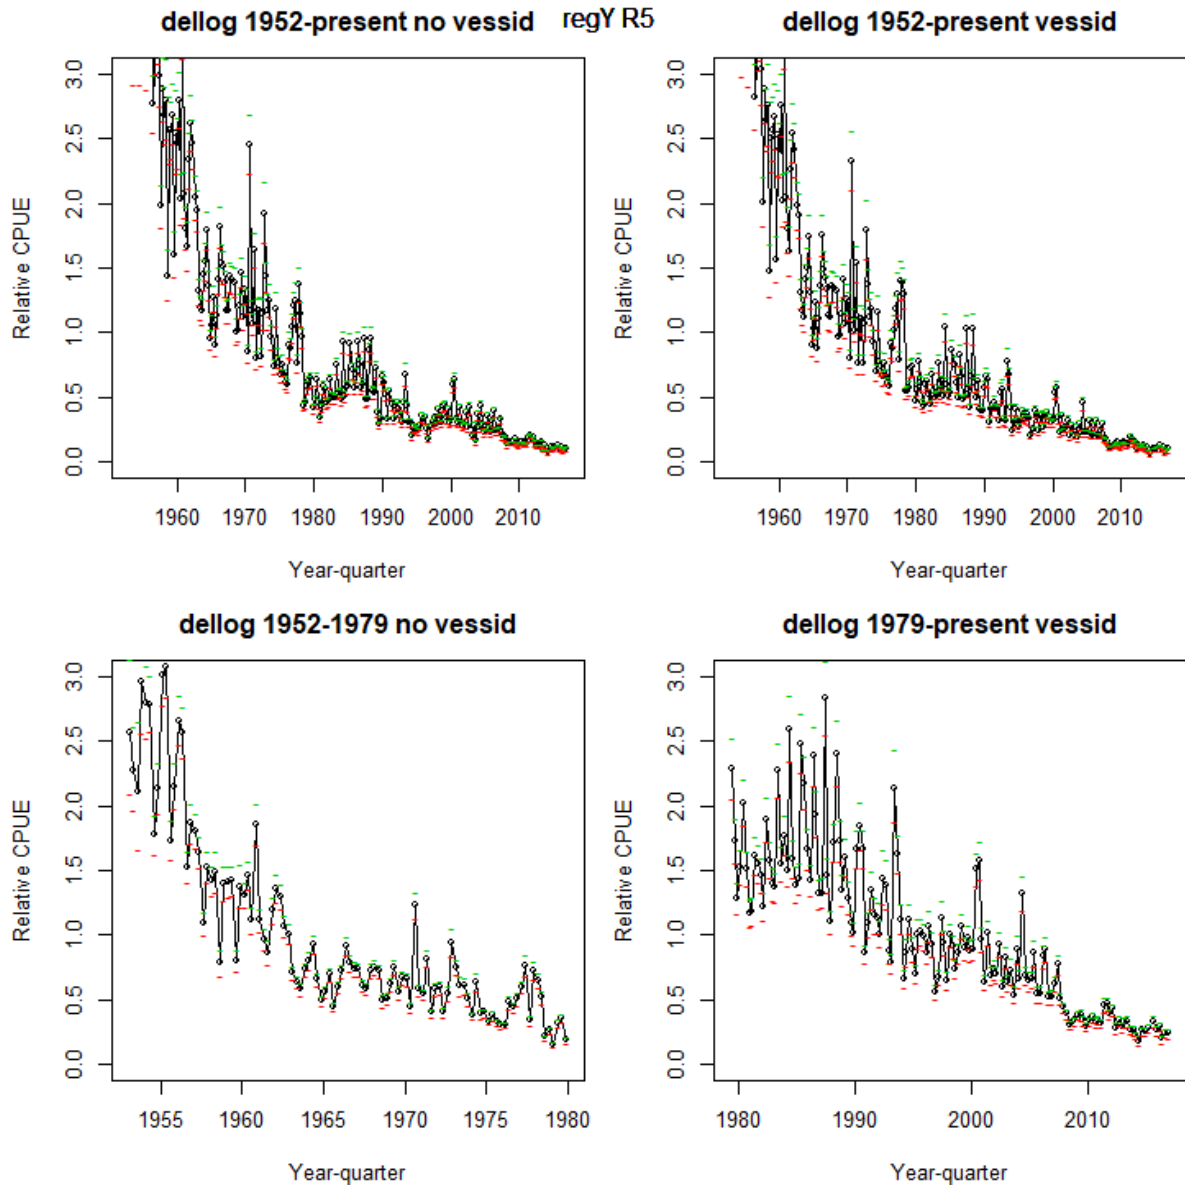 dellog 1952-present no vessid
regY R5
dellog 1952-present vessid
Relative CPUE
3.0
2.5
2.0
1.5
1.0
0.5
0.0
1960 1970 1980 1990 2000 2010
Year-quarter
Relative CPUE
3.0
2.5
2.0
1.5
1.0
0.5
0.0
1960 1970 1980 1990 2000 2010
Year-quarter
dellog 1952-1979 no vessid
dellog 1979-present vessid
Relative CPUE
3.0
2.5
2.0
1.5
1.0
0.5
0.0
1955 1960 1965 1970 1975 1980
Year-quarter
Relative CPUE
3.0
2.5
2.0
1.5
1.0
0.5
0.0
1980 1990 2000 2010
Year-quarter